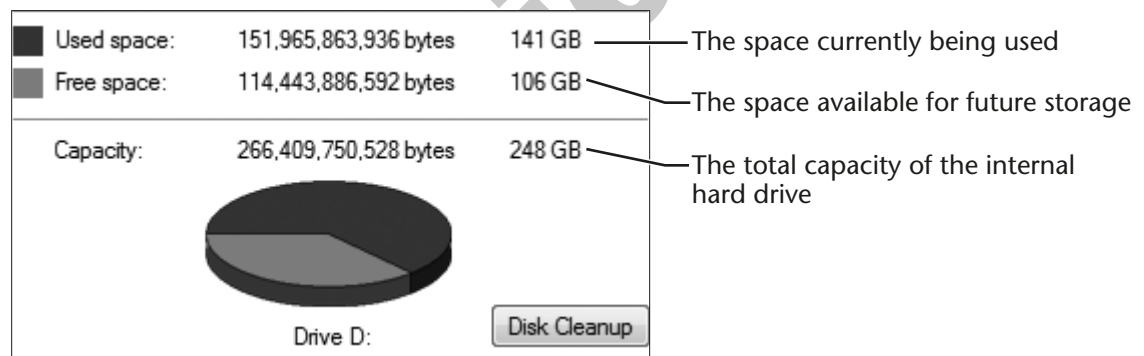 Used space: 151,965,863,936 bytes 141 GB
The space currently being used
Free space: 114,443,886,592 bytes 106 GB
The space available for future storage
Capacity: 266,409,750,528 bytes 248 GB
The total capacity of the internal
hard drive
Drive D:
Disk Cleanup